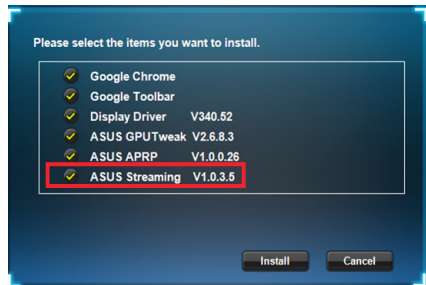 Please select the items you want to install.
Google Chrome
Google Toolbar
Display Driver V340.52
ASUS GPUTweak V2.6.8.3
ASUS APRP V1.0.0.26
ASUS Streaming V1.0.3.5
Install Cancel